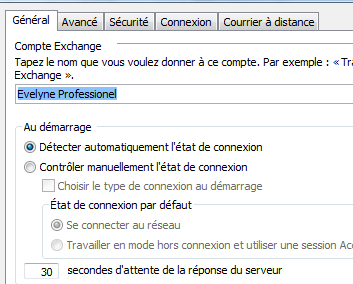 Général Avancé Sécurité Connexion Courrier à distance
Compte Exchange
Tapez le nom que vous voulez donner à ce compte. Par exemple : « Tra
Exchange ».
Evelyne Professionel
Au démarrage
Détecter automatiquement l'état de connexion
Contrôler manuellement l'état de connexion
Choisir le type de connexion au démarrage
État de connexion par défaut
Se connecter au réseau
Travailler en mode hors connexion et utiliser une session Acc
30 secondes d'attente de la réponse du serveur